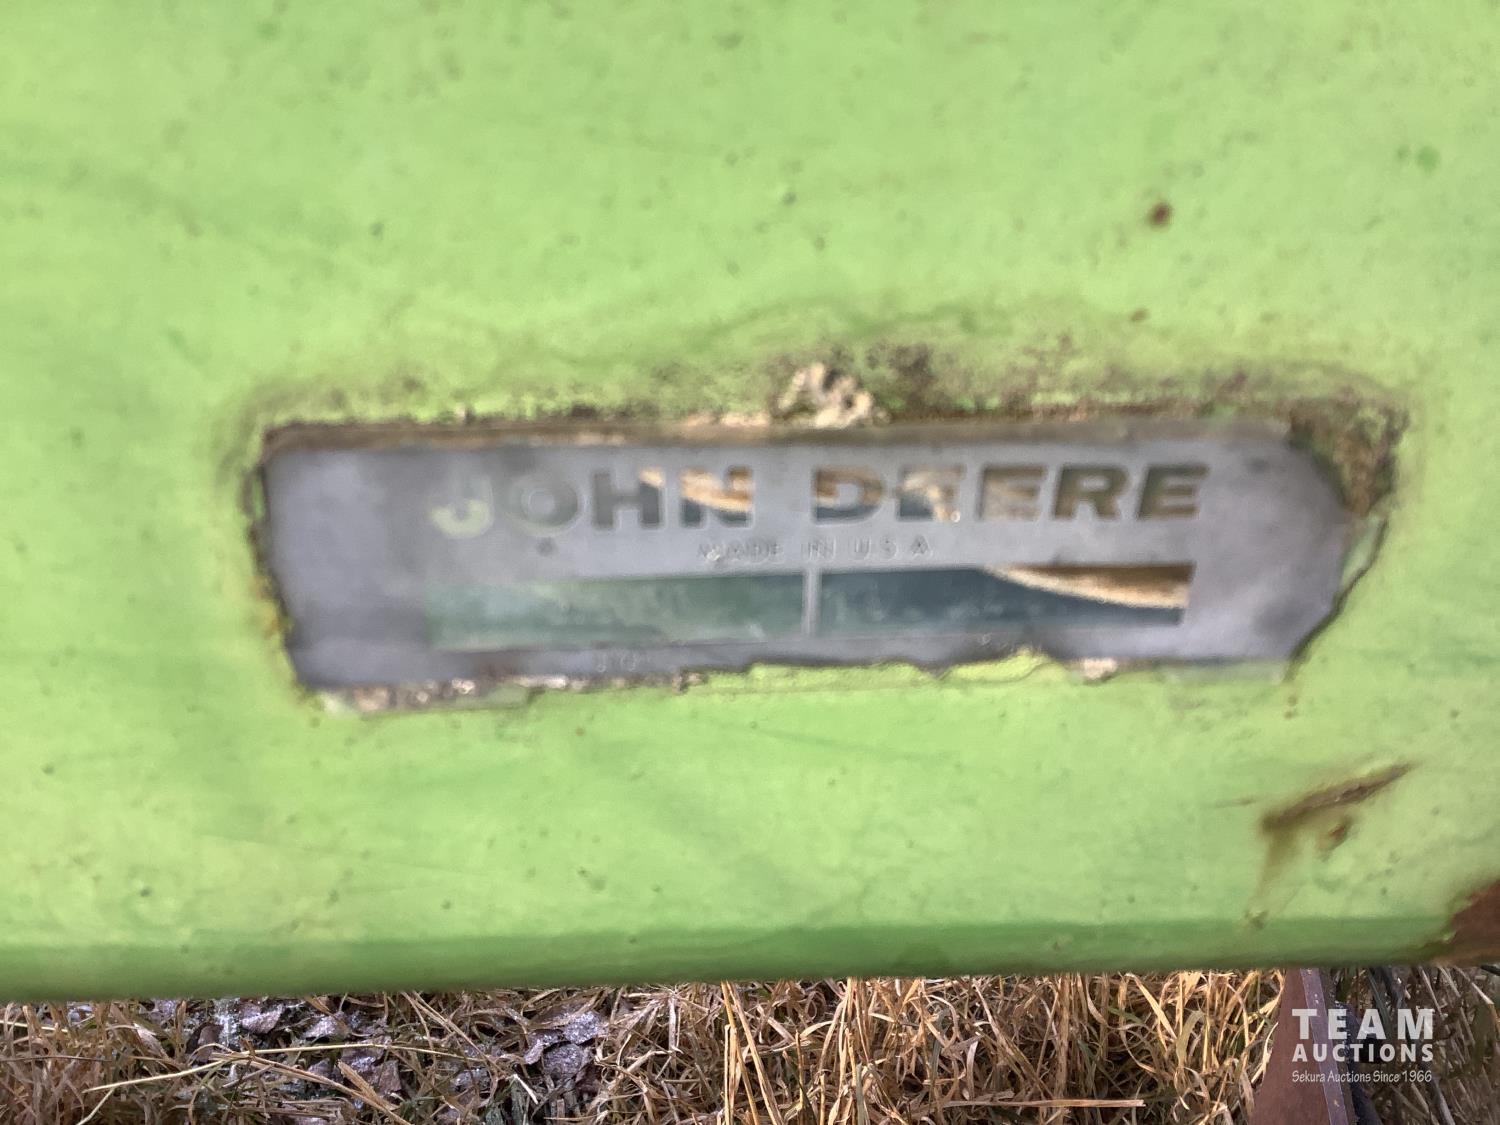 JOHN DEERE
MADE IN U.S.A.
TEAM
AUCTIONS
Sekura Auctions Since 1966